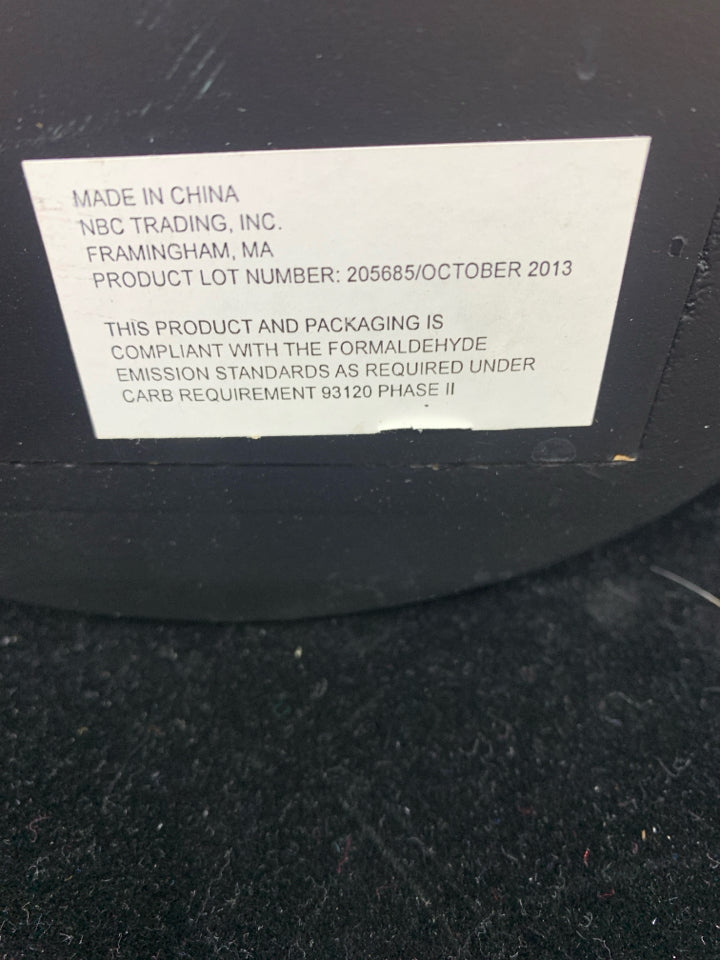 MADE IN CHINA
NBC TRADING, INC.
FRAMINGHAM, MA
PRODUCT LOT NUMBER: 205685/OCTOBER 2013
THIS PRODUCT AND PACKAGING IS
COMPLIANT WITH THE FORMALDEHYDE
EMISSION STANDARDS AS REQUIRED UNDER
CARB REQUIREMENT 93120 PHASE II